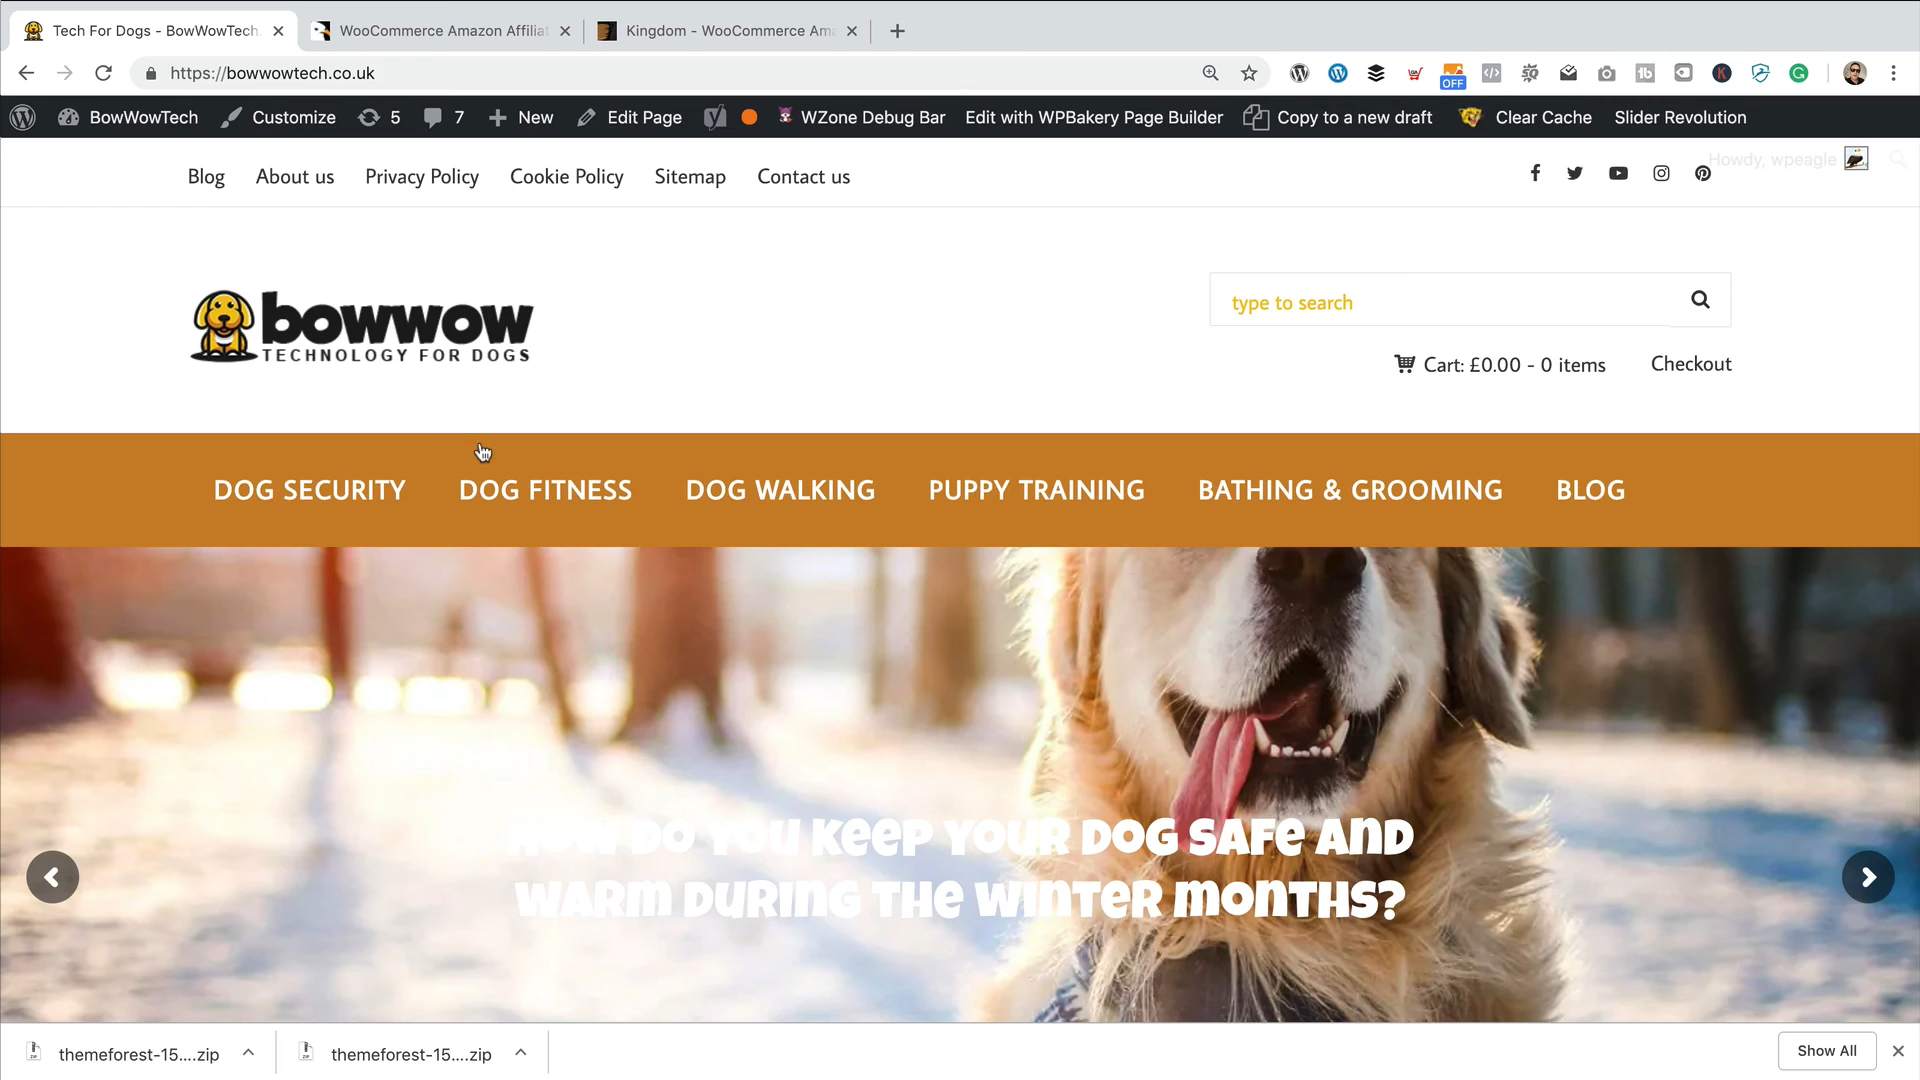 Tech For Dogs - BowWowTech
WooCommerce Amazon Affilia
Kingdom - WooCommerce Am
https://bowwowtech.co.uk
OFF
BowWowTech
Customize
5
7
New
Edit Page
WZone Debug Bar
Edit with WPBakery Page Builder
Copy to a new draft
Clear Cache
Slider Revolution
Howdy, wpeagle
Blog
About us
Privacy Policy
Cookie Policy
Sitemap
Contact us
bowwow
TECHNOLOGY FOR DOGS
type to search
Cart: £0.00 - 0 items
Checkout
DOG SECURITY
DOG FITNESS
DOG WALKING
PUPPY TRAINING
BATHING & GROOMING
BLOG
HOW DO YOU KEEP YOUR DOG SAFE AND
WARM DURING THE WINTER MONTHS?
themeforest-15....zip
themeforest-15....zip
Show All